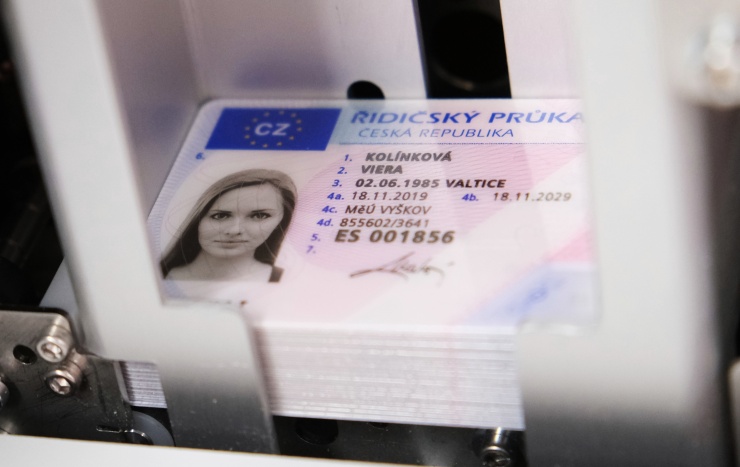 CZ
ŘIDIČSKÝ PRŮKA
ČESKÁ REPUBLIKA
6.
1. KOLÍNKOVÁ
2. VIERA
3. 02.06.1985 VALTICE
4a. 18.11.2019 4b. 18.11.2029
4c. MěÚ VYŠKOV
4d. 855602/3641
5. ES 001856
7.